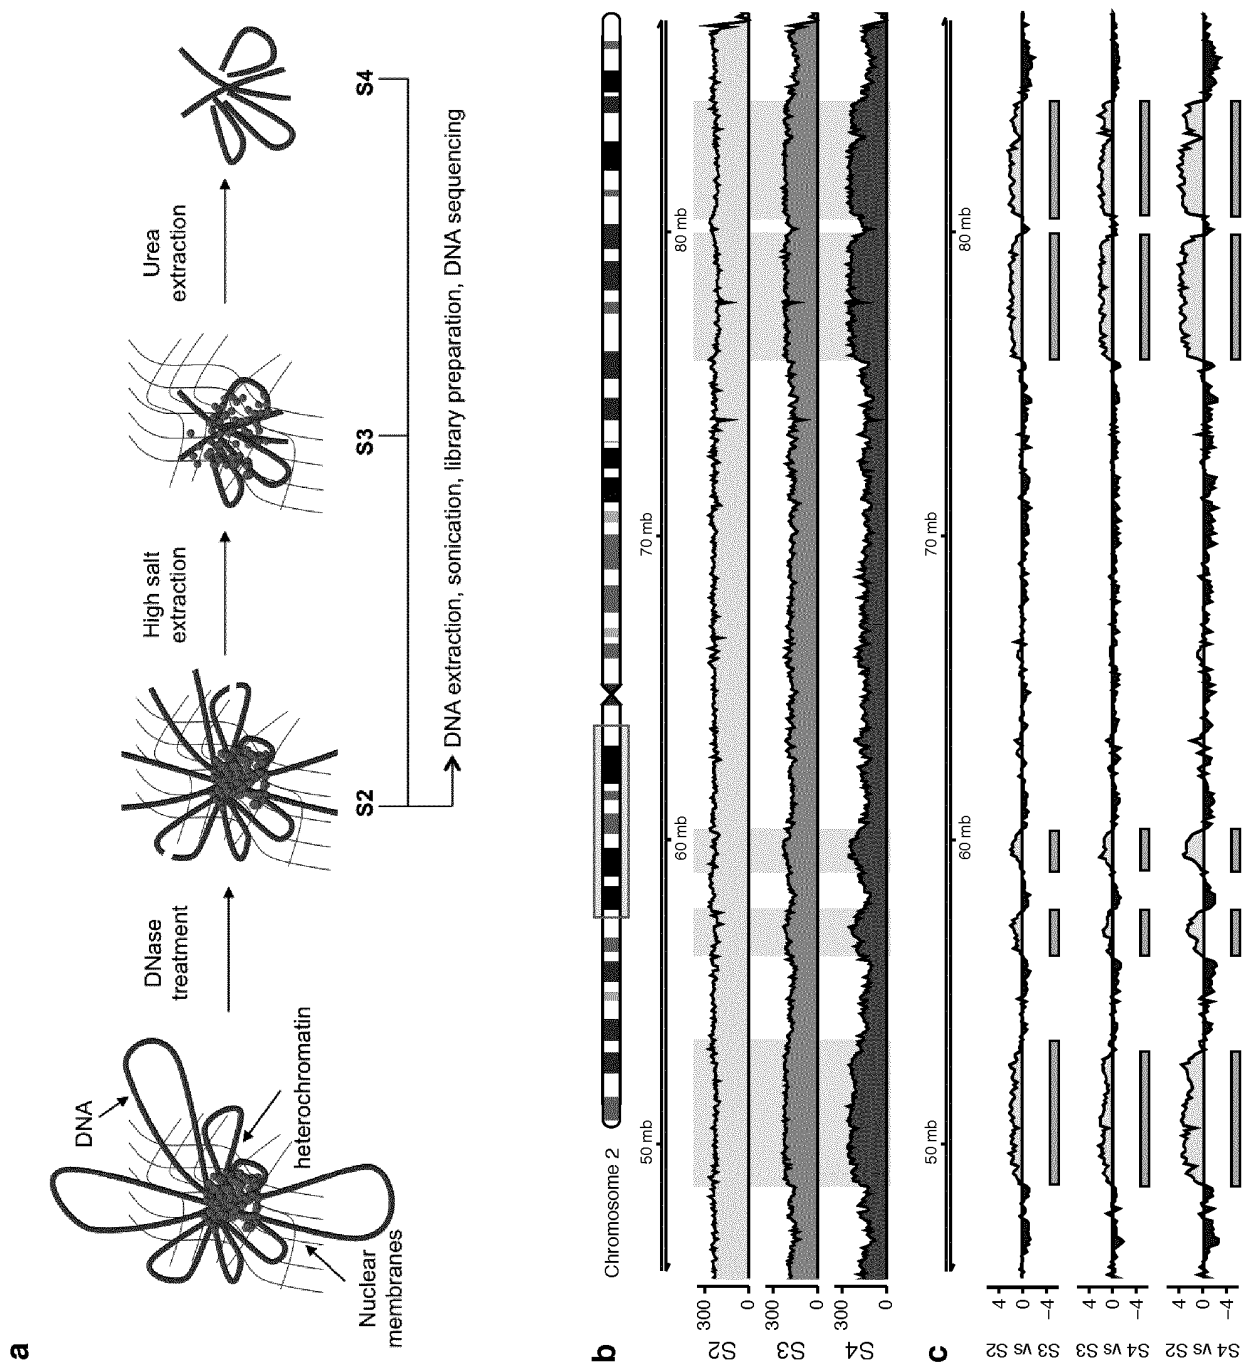 a
DNA
heterochromatin
Nuclear
membranes
DNase
treatment
High salt
extraction
Urea
extraction
S2
S3
S4
DNA extraction, sonication, library preparation, DNA sequencing
b
Chromosome 2
50 mb
60 mb
70 mb
80 mb
S2
300
0
S3
300
0
S4
300
0
c
50 mb
60 mb
70 mb
80 mb
S3 vs S2
4
0
-4
S4 vs S3
4
0
-4
S4 vs S2
4
0
-4